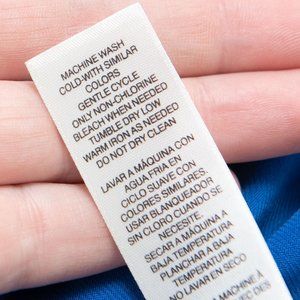 MACHINE WASH
COLD-WITH SIMILAR
COLORS
GENTLE CYCLE
ONLY NON-CHLORINE
BLEACH WHEN NEEDED
TUMBLE DRY LOW
WARM IRON AS NEEDED
DO NOT DRY CLEAN
LAVAR A MÁQUINA CON
AGUA FRIA EN
CICLO SUAVE CON
COLORES SIMILARES.
USAR BLANQUEADOR
SIN CLORO CUANDO SE
NECESITE.
SECAR A MÁQUINA A
BAJA TEMPERATURA
PLANCHAR A BAJA
TEMPERATURA
NO LAVAR EN SECO